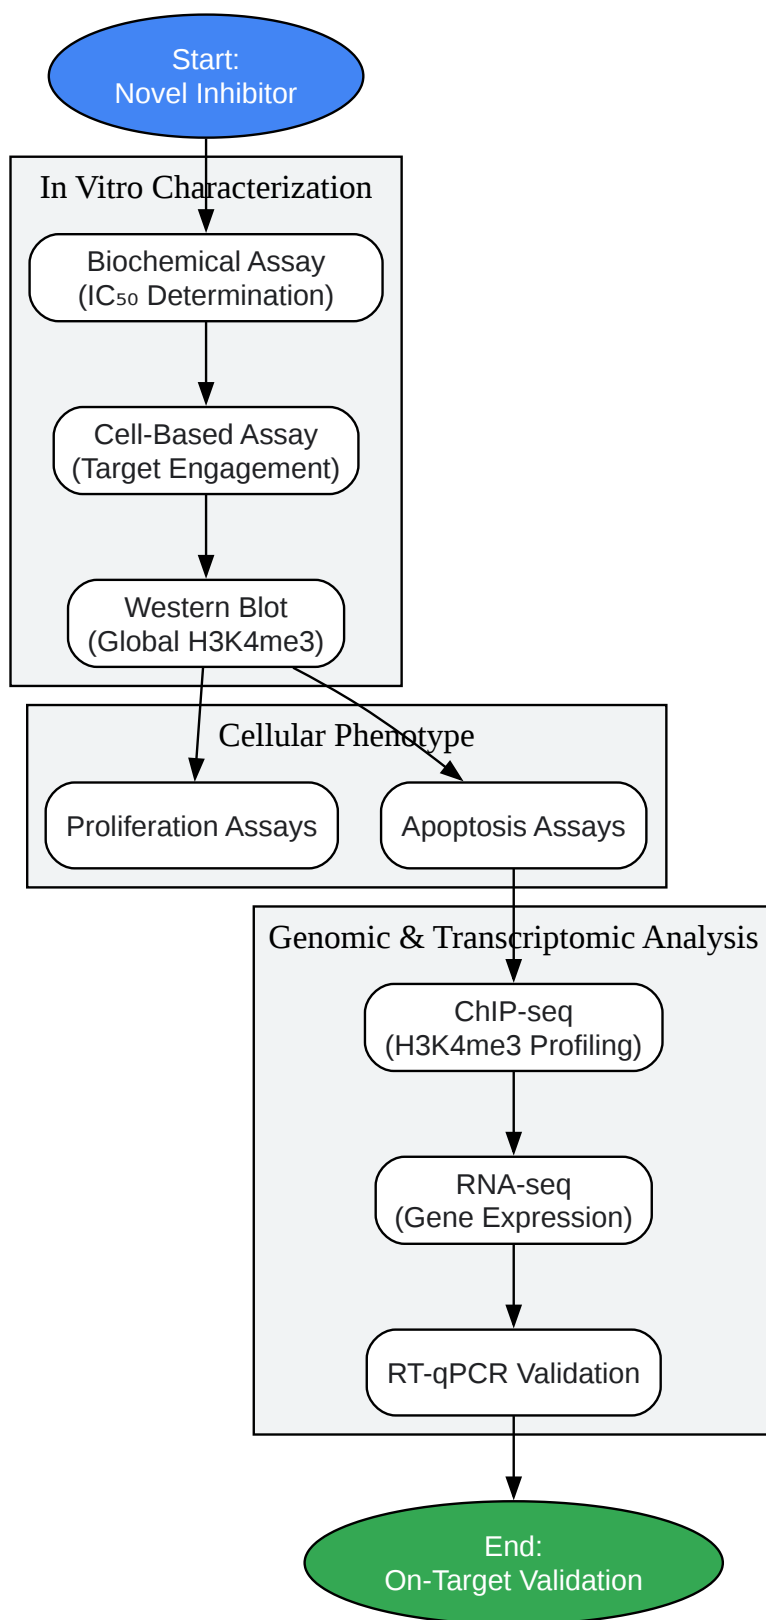 Start:
Novel Inhibitor
In Vitro Characterization
Biochemical Assay
(IC₅₀ Determination)
Cell-Based Assay
(Target Engagement)
Western Blot
(Global H3K4me3)
Cellular Phenotype
Proliferation Assays
Apoptosis Assays
Genomic & Transcriptomic Analysis
ChIP-seq
(H3K4me3 Profiling)
RNA-seq
(Gene Expression)
RT-qPCR Validation
End:
On-Target Validation